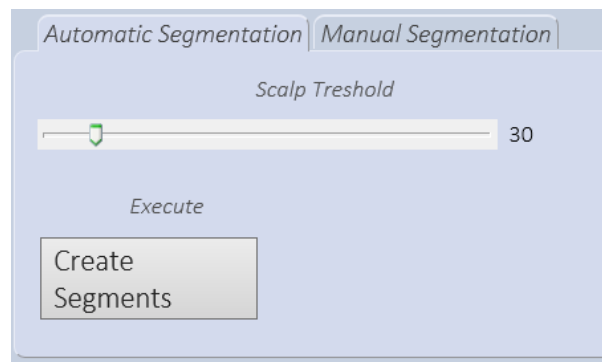 Automatic Segmentation Manual Segmentation
Scalp Treshold
30
Execute
Create
Segments